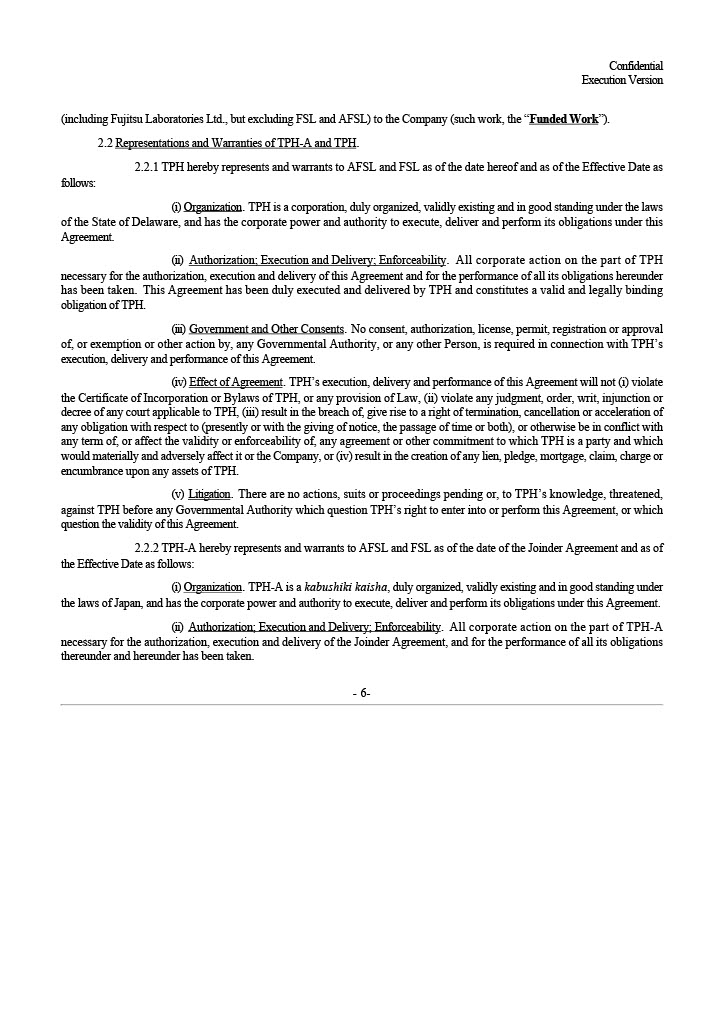 Confidential
Execution Version
(including Fujitsu Laboratories Ltd., but excluding FSL and AFSL) to the Company (such work, the “Funded Work”).
2.2 Representations and Warranties of TPH-A and TPH.
2.2.1 TPH hereby represents and warrants to AFSL and FSL as of the date hereof and as of the Effective Date as
follows:
(i) Organization. TPH is a corporation, duly organized, validly existing and in good standing under the laws
of the State of Delaware, and has the corporate power and authority to execute, deliver and perform its obligations under this
Agreement.
(ii) Authorization; Execution and Delivery; Enforceability. All corporate action on the part of TPH
necessary for the authorization, execution and delivery of this Agreement and for the performance of all its obligations hereunder
has been taken. This Agreement has been duly executed and delivered by TPH and constitutes a valid and legally binding
obligation of TPH.
(iii) Government and Other Consents. No consent, authorization, license, permit, registration or approval
of, or exemption or other action by, any Governmental Authority, or any other Person, is required in connection with TPH’s
execution, delivery and performance of this Agreement.
(iv) Effect of Agreement. TPH’s execution, delivery and performance of this Agreement will not (i) violate
the Certificate of Incorporation or Bylaws of TPH, or any provision of Law, (ii) violate any judgment, order, writ, injunction or
decree of any court applicable to TPH, (iii) result in the breach of, give rise to a right of termination, cancellation or acceleration of
any obligation with respect to (presently or with the giving of notice, the passage of time or both), or otherwise be in conflict with
any term of, or affect the validity or enforceability of, any agreement or other commitment to which TPH is a party and which
would materially and adversely affect it or the Company, or (iv) result in the creation of any lien, pledge, mortgage, claim, charge or
encumbrance upon any assets of TPH.
(v) Litigation. There are no actions, suits or proceedings pending or, to TPH’s knowledge, threatened,
against TPH before any Governmental Authority which question TPH’s right to enter into or perform this Agreement, or which
question the validity of this Agreement.
2.2.2 TPH-A hereby represents and warrants to AFSL and FSL as of the date of the Joinder Agreement and as of
the Effective Date as follows:
(i) Organization. TPH-A is a kabushiki kaisha, duly organized, validly existing and in good standing under
the laws of Japan, and has the corporate power and authority to execute, deliver and perform its obligations under this Agreement.
(ii) Authorization; Execution and Delivery; Enforceability. All corporate action on the part of TPH-A
necessary for the authorization, execution and delivery of the Joinder Agreement, and for the performance of all its obligations
thereunder and hereunder has been taken.
- 6-